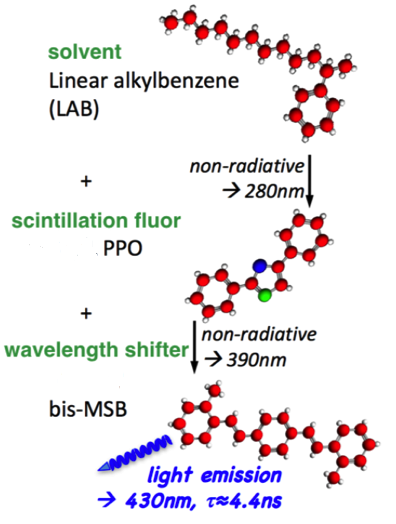 solvent
Linear alkylbenzene
(LAB)
non-radiative
→ 280nm
+
scintillation fluor
PPO
+
non-radiative
→ 390nm
wavelength shifter
bis-MSB
light emission
→ 430nm, τ≈4.4ns